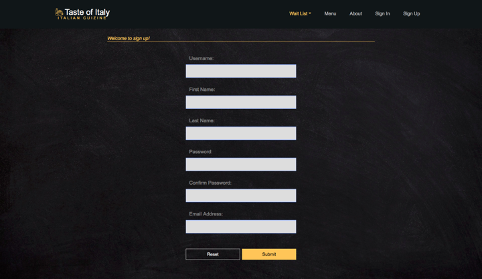 Taste of Italy
ITALIAN CUIZINE
Wait List
Menu
About
Sign In
Sign Up
Welcome to sign up!
Username:
First Name:
Last Name:
Password:
Confirm Password:
Email Address:
Reset
Submit